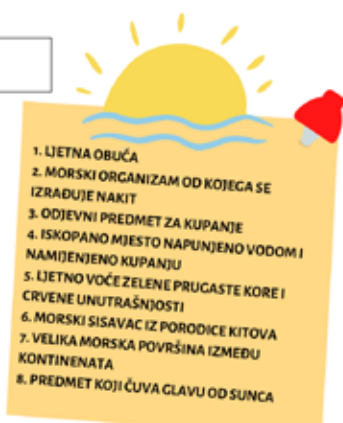 1. LJETNA OBUĆA
2. MORSKI ORGANIZAM OD KOJEGA SE
IZRAĐUJE NAKIT
3. ODJEVNI PREDMET ZA KUPANJE
4. ISKOPANO MJESTO NAPUNJENO VODOM I
NAMIJENJENO KUPANJU
5. LJETNO VOĆE ZELENE PRUGASTE KORE I
CRVENE UNUTRAŠNJOSTI
6. MORSKI SISAVAC IZ PORODICE KITOVA
7. VELIKA MORSKA POVRŠINA IZMEĐU
KONTINENATA
8. PREDMET KOJI ČUVA GLAVU OD SUNCA